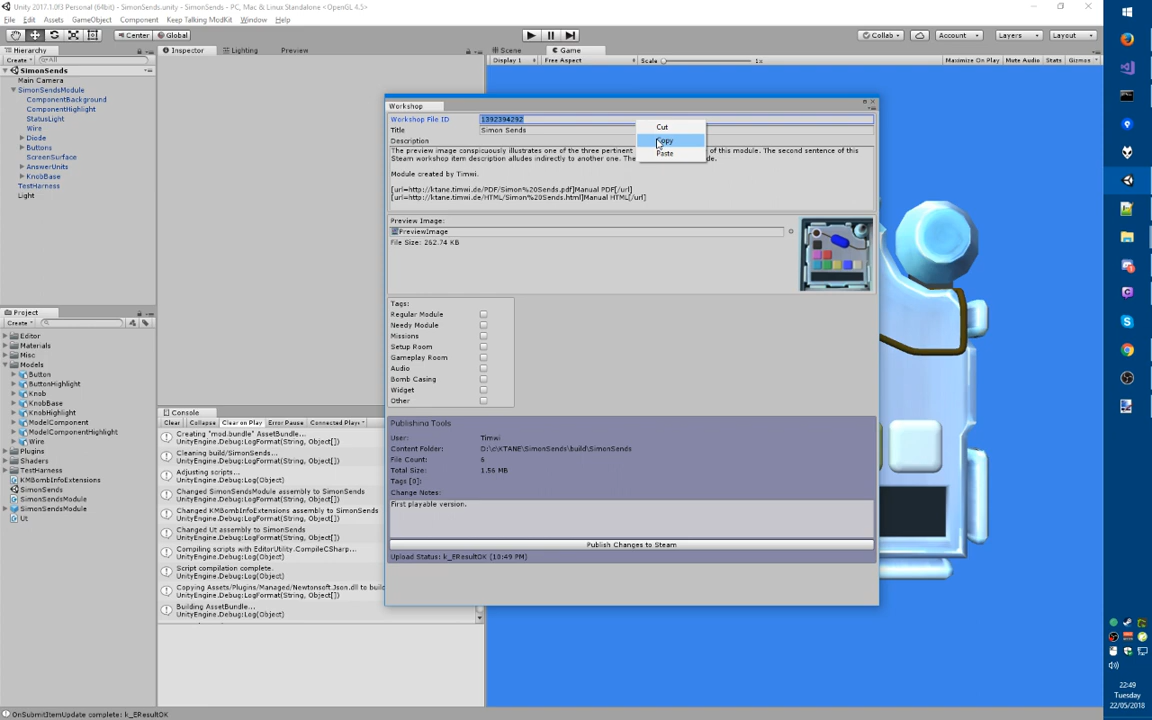 Unity 2017.1.0f3 Personal (64bit) - SimonSends.unity - SimonSends - PC, Mac & Linux Standalone <OpenGL 4.5>
File Edit Assets GameObject Component Keep Talking ModKit Window Help
Center Global Collab Account Layers Layout
Hierarchy Inspector Lighting Preview Scene Game
Create All Display 1 Free Aspect Scale 1x Maximize On Play Mute Audio Stats Gizmos
SimonSends
Main Camera
SimonSendsModule
ComponentBackground
ComponentHighlight
StatusLight
Wire
Diode
Buttons
ScreenSurface
AnswerUnits
KnobBase
TestHarness
Light
Workshop
Workshop File ID 1392394292
Title Simon Sends
Description
The preview image conspicuously illustrates one of the three pertinent of this module. The second sentence of this
Steam workshop item description alludes indirectly to another one. The
Module created by Timwi.
[url=http://ktane.timwi.de/PDF/Simon%20Sends.pdf]Manual PDF[/url]
[url=http://ktane.timwi.de/HTML/Simon%20Sends.html]Manual HTML[/url]
Cut
Copy
Paste
Preview Image:
PreviewImage
File Size: 262.74 KB
Tags:
Regular Module
Needy Module
Missions
Setup Room
Gameplay Room
Audio
Bomb Casing
Widget
Other
Publishing Tools
User: Timwi
Content Folder: D:\c\KTANE\SimonSends\build\SimonSends
File Count: 6
Total Size: 1.56 MB
Tags [0]:
Change Notes:
First playable version.
Publish Changes to Steam
Upload Status: k_EResultOK (10:49 PM)
Project
Create
Editor
Materials
Misc
Models
Button
ButtonHighlight
Knob
KnobBase
KnobHighlight
ModelComponent
ModelComponentHighlight
Wire
Plugins
Shaders
TestHarness
KMBombInfoExtensions
SimonSends
SimonSendsModule
SimonSendsModule
Ut
Console
Clear Collapse Clear on Play Error Pause Connected Player
Creating "mod.bundle" AssetBundle...
UnityEngine.Debug:LogFormat(String, Object[])
Cleaning build/SimonSends...
UnityEngine.Debug:LogFormat(String, Object[])
Adjusting scripts...
UnityEngine.Debug:LogFormat(String, Object[])
Changed SimonSendsModule assembly to SimonSends
UnityEngine.Debug:LogFormat(String, Object[])
Changed KMBombInfoExtensions assembly to SimonSends
UnityEngine.Debug:LogFormat(String, Object[])
Changed Ut assembly to SimonSends
UnityEngine.Debug:LogFormat(String, Object[])
Compiling scripts with EditorUtility.CompileCSharp...
UnityEngine.Debug:Log(Object)
Script compilation complete.
UnityEngine.Debug:Log(Object)
Copying Assets/Plugins/Managed/Newtonsoft.Json.dll to build
UnityEngine.Debug:LogFormat(String, Object[])
Building AssetBundle...
UnityEngine.Debug:Log(Object)
OnSubmitItemUpdate complete: k_EResultOK
22:49
Tuesday
22/05/2018